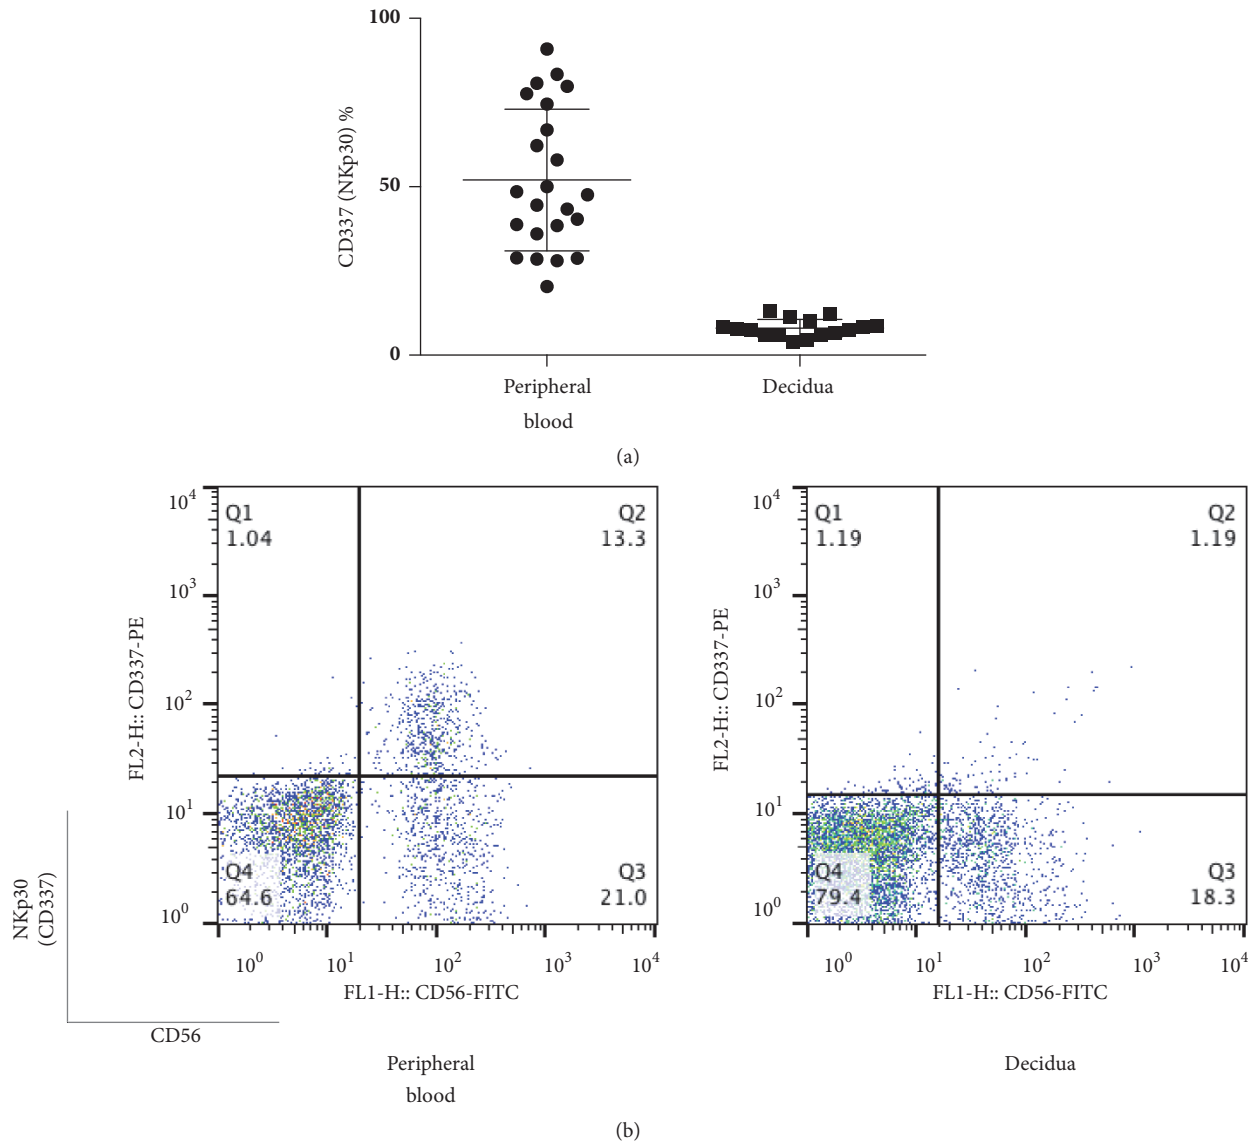 100
50
0
CD337 (NKp30) %
Peripheral
blood
Decidua
(a)
10^4
10^3
10^2
10^1
10^0
FL2-H:: CD337-PE
Q1
1.04
Q2
13.3
Q4
64.6
Q3
21.0
10^0 10^1 10^2 10^3 10^4
FL1-H:: CD56-FITC
10^4
10^3
10^2
10^1
10^0
FL2-H:: CD337-PE
Q1
1.19
Q2
1.19
Q4
79.4
Q3
18.3
10^0 10^1 10^2 10^3 10^4
FL1-H:: CD56-FITC
NKp30
(CD337)
CD56
Peripheral
blood
Decidua
(b)